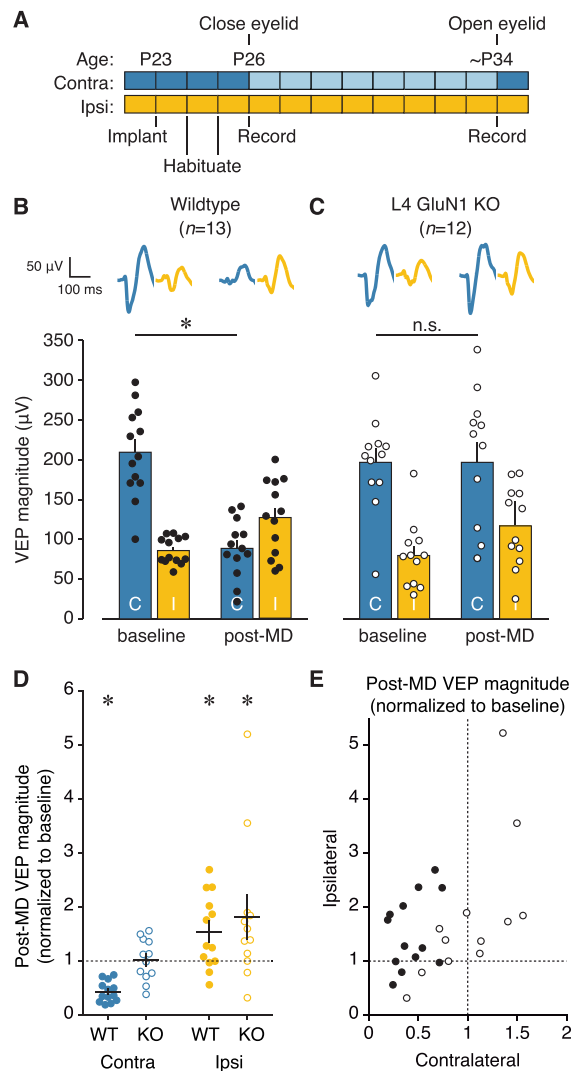 A
Close eyelid
Open eyelid
Age: P23 P26 ~P34
Contra:
Ipsi:
Implant Record Record
Habituate
B Wildtype
(n=13)
C L4 GluN1 KO
(n=12)
50 µV
100 ms
* n.s.
VEP magnitude (µV)
350
300
250
200
150
100
50
0
C I C I C I C I
baseline post-MD baseline post-MD
D
Post-MD VEP magnitude
(normalized to baseline)
6
5
4
3
2
1
0
* * *
WT KO WT KO
Contra Ipsi
E Post-MD VEP magnitude
(normalized to baseline)
Ipsilateral
5
4
3
2
1
0
0 0.5 1 1.5 2
Contralateral